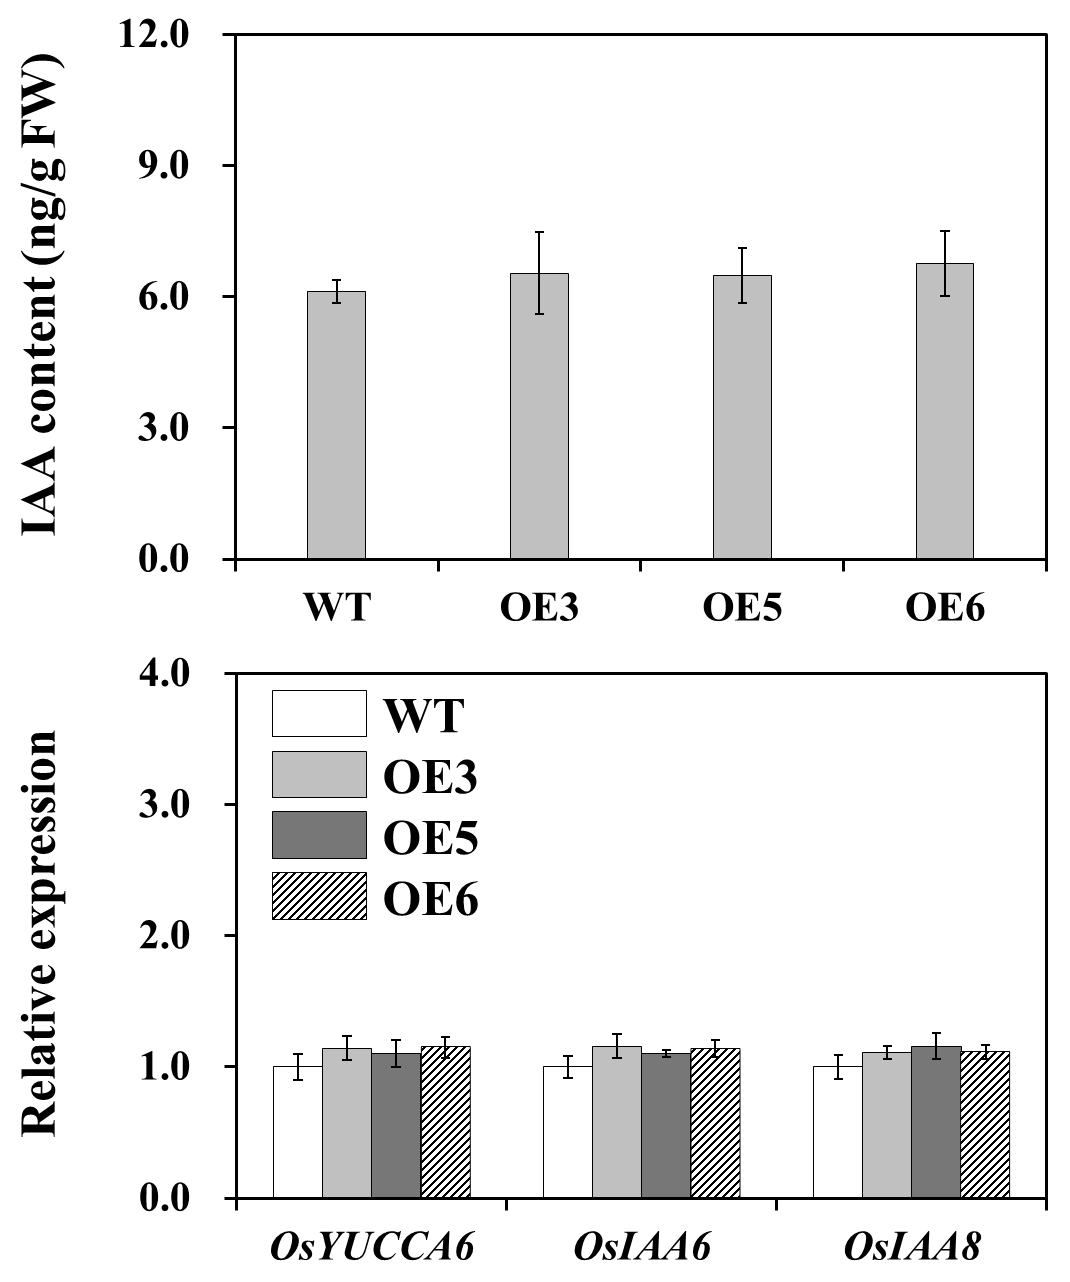 IAA content (ng/g FW)
12.0
9.0
6.0
3.0
0.0
WT OE3 OE5 OE6
Relative expression
4.0
3.0
2.0
1.0
0.0
WT
OE3
OE5
OE6
OsYUCCA6 OsIAA6 OsIAA8